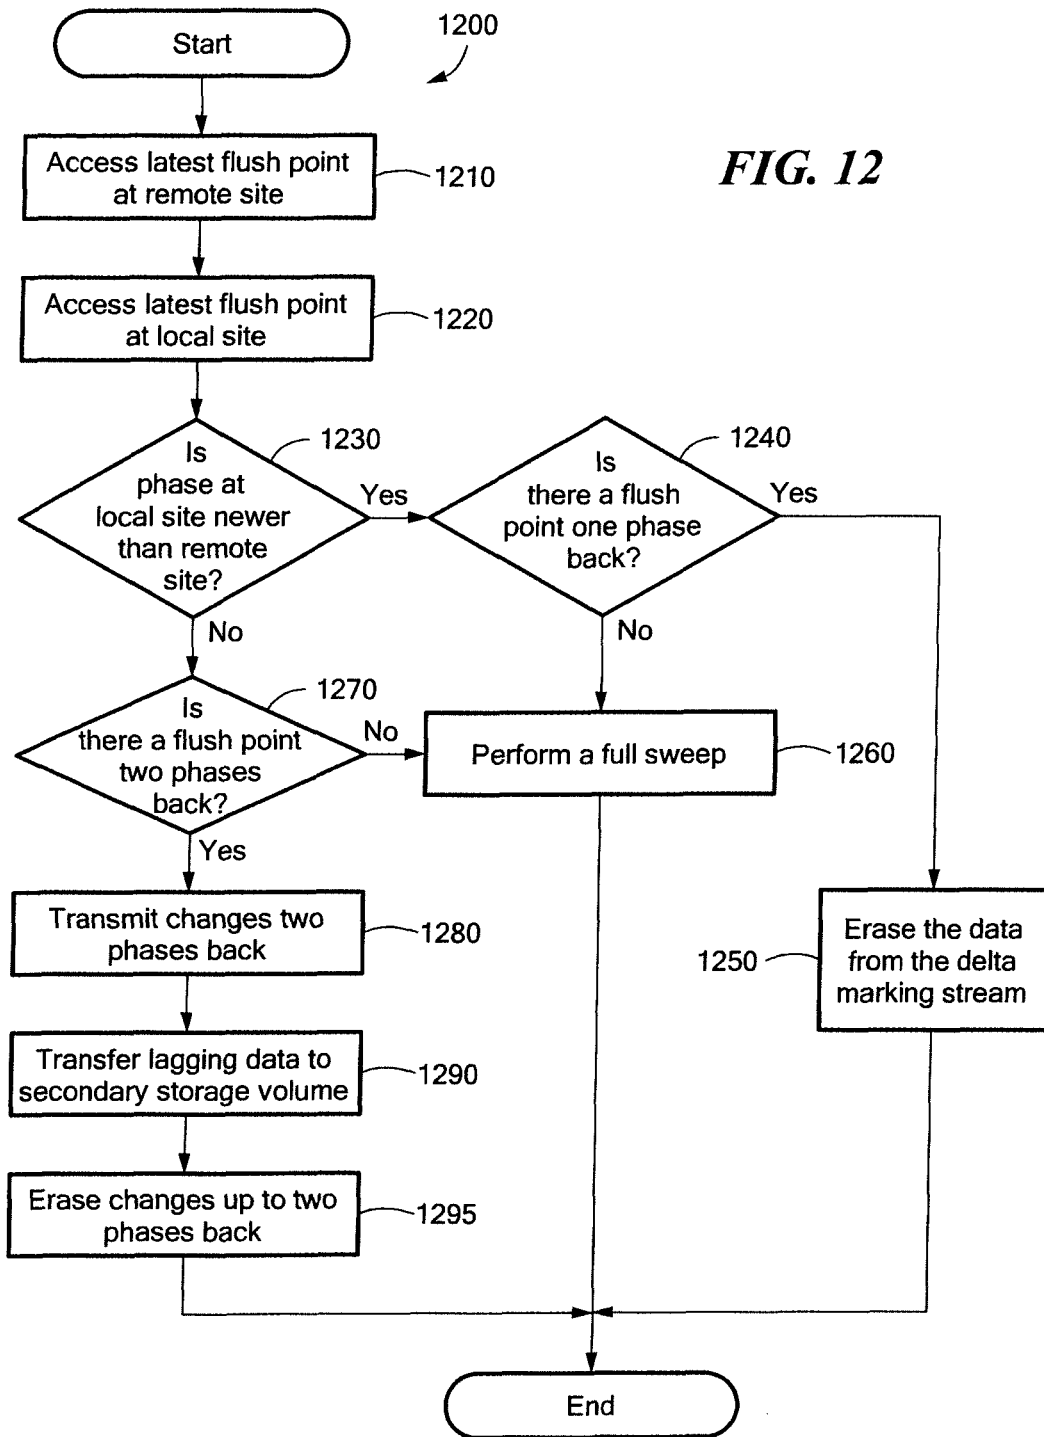 Start
1200
FIG. 12
Access latest flush point
at remote site
1210
Access latest flush point
at local site
1220
Is
phase at
local site newer
than remote
site?
1230
Yes
Is
there a flush
point one phase
back?
1240
Yes
No
No
Is
there a flush point
two phases
back?
1270
No
Perform a full sweep
1260
Yes
Transmit changes two
phases back
1280
Erase the data
from the delta
marking stream
1250
Transfer lagging data to
secondary storage volume
1290
Erase changes up to two
phases back
1295
End